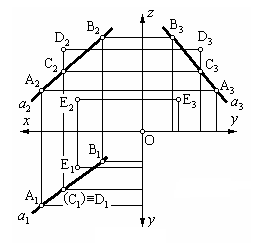 z
B₂ B₃
D₂ D₃
C₂ C₃
A₂ A₃
a₂ E₂ E₃ a₃
x O y
B₁
E₁
A₁ (C₁)≡D₁
a₁ y